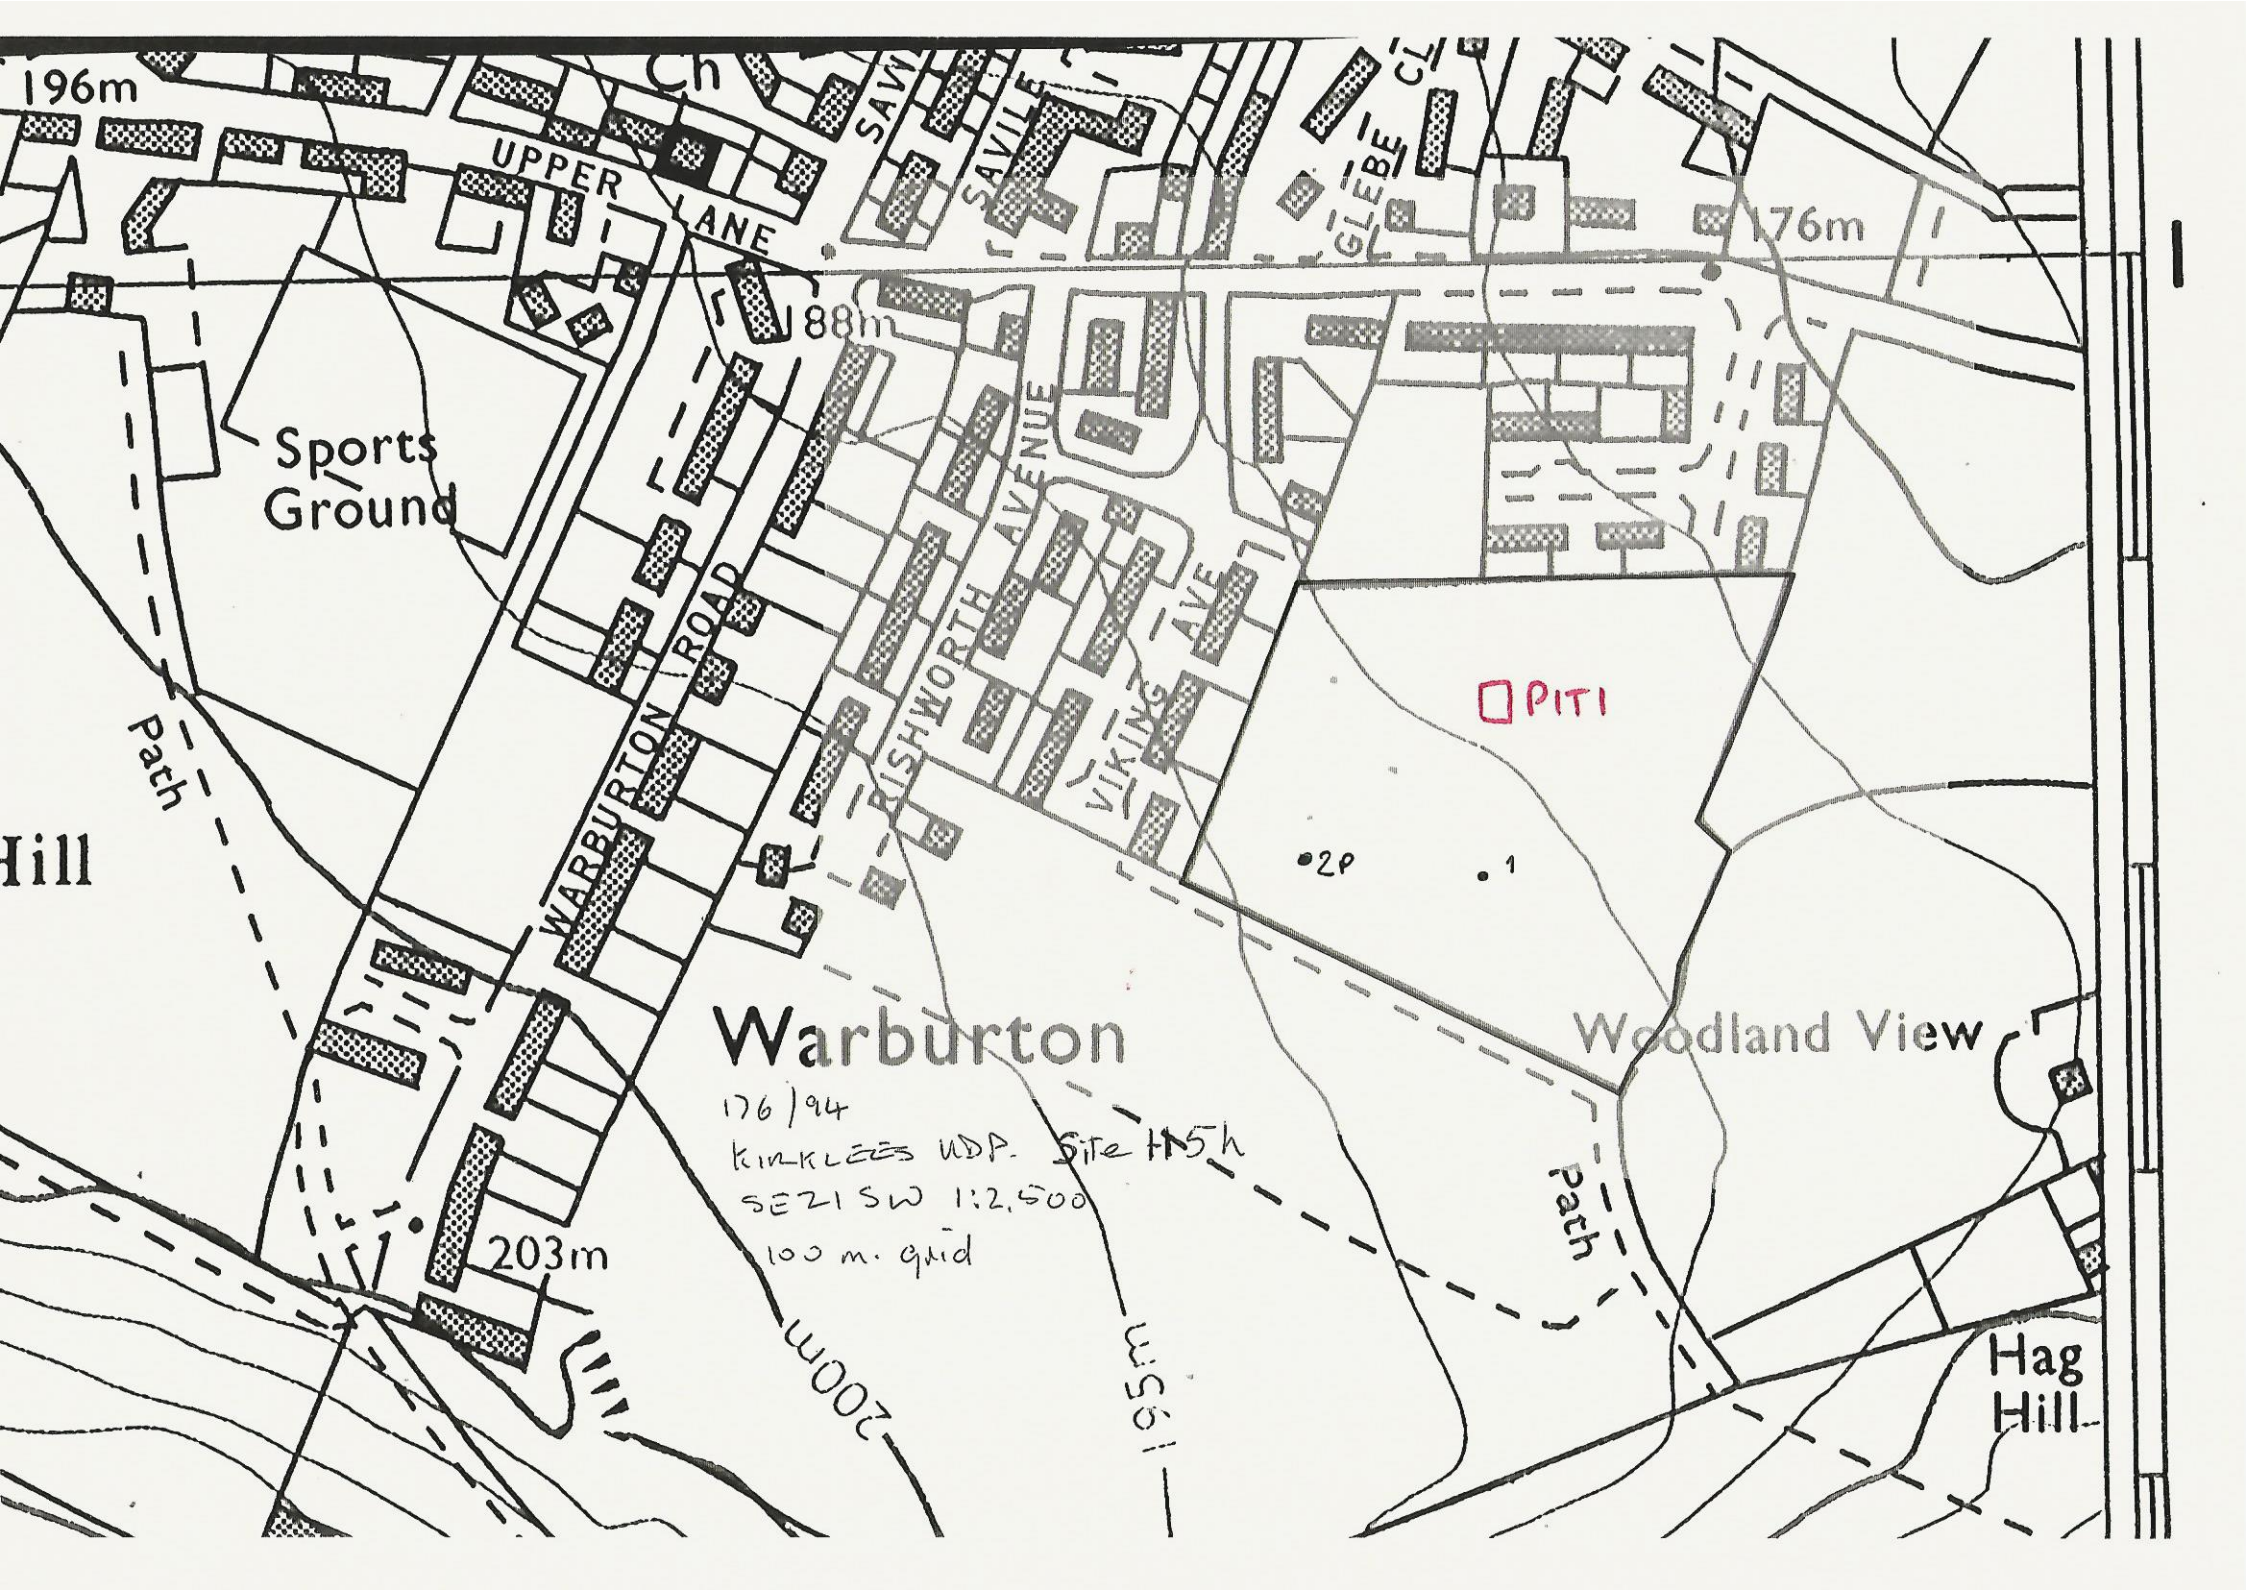 196m
Ch
SAVILE
CL
GLEBE
UPPER
LANE
176m
188m
Sports
Ground
AVENUE
RISHWORTH
AVE
VIKING
WARBURTON ROAD
PIT1
Path
Hill
2P
1
Warburton
Woodland View
176/94
KIRKLEES UDP. Site H5h
SE21SW 1:2,500
100 m. grid
Path
203m
200m
195m
Hag
Hill